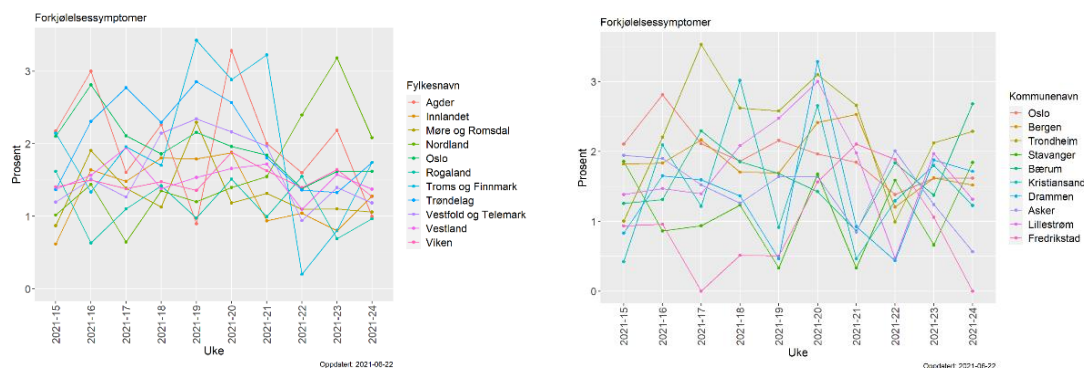 Forkjølelsessymptomer
Prosent
3
2
1
0
2021-15
2021-16
2021-17
2021-18
2021-19
2021-20
2021-21
2021-22
2021-23
2021-24
Uke
Oppdatert: 2021-06-22
Fylkesnavn
Agder
Innlandet
Møre og Romsdal
Nordland
Oslo
Rogaland
Troms og Finnmark
Trøndelag
Vestfold og Telemark
Vestland
Viken
Forkjølelsessymptomer
Prosent
3
2
1
0
2021-15
2021-16
2021-17
2021-18
2021-19
2021-20
2021-21
2021-22
2021-23
2021-24
Uke
Oppdatert: 2021-06-22
Kommunenavn
Oslo
Bergen
Trondheim
Stavanger
Bærum
Kristiansand
Drammen
Asker
Lillestrøm
Fredrikstad